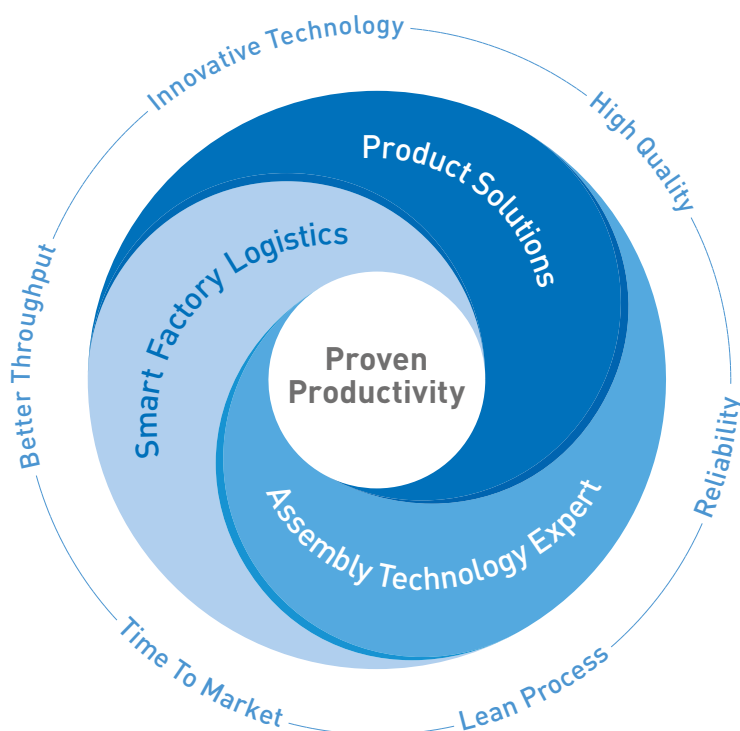 Innovative Technology
High Quality
Reliability
Lean Process
Time To Market
Better Throughput
Product Solutions
Assembly Technology Expert
Smart Factory Logistics
Proven
Productivity